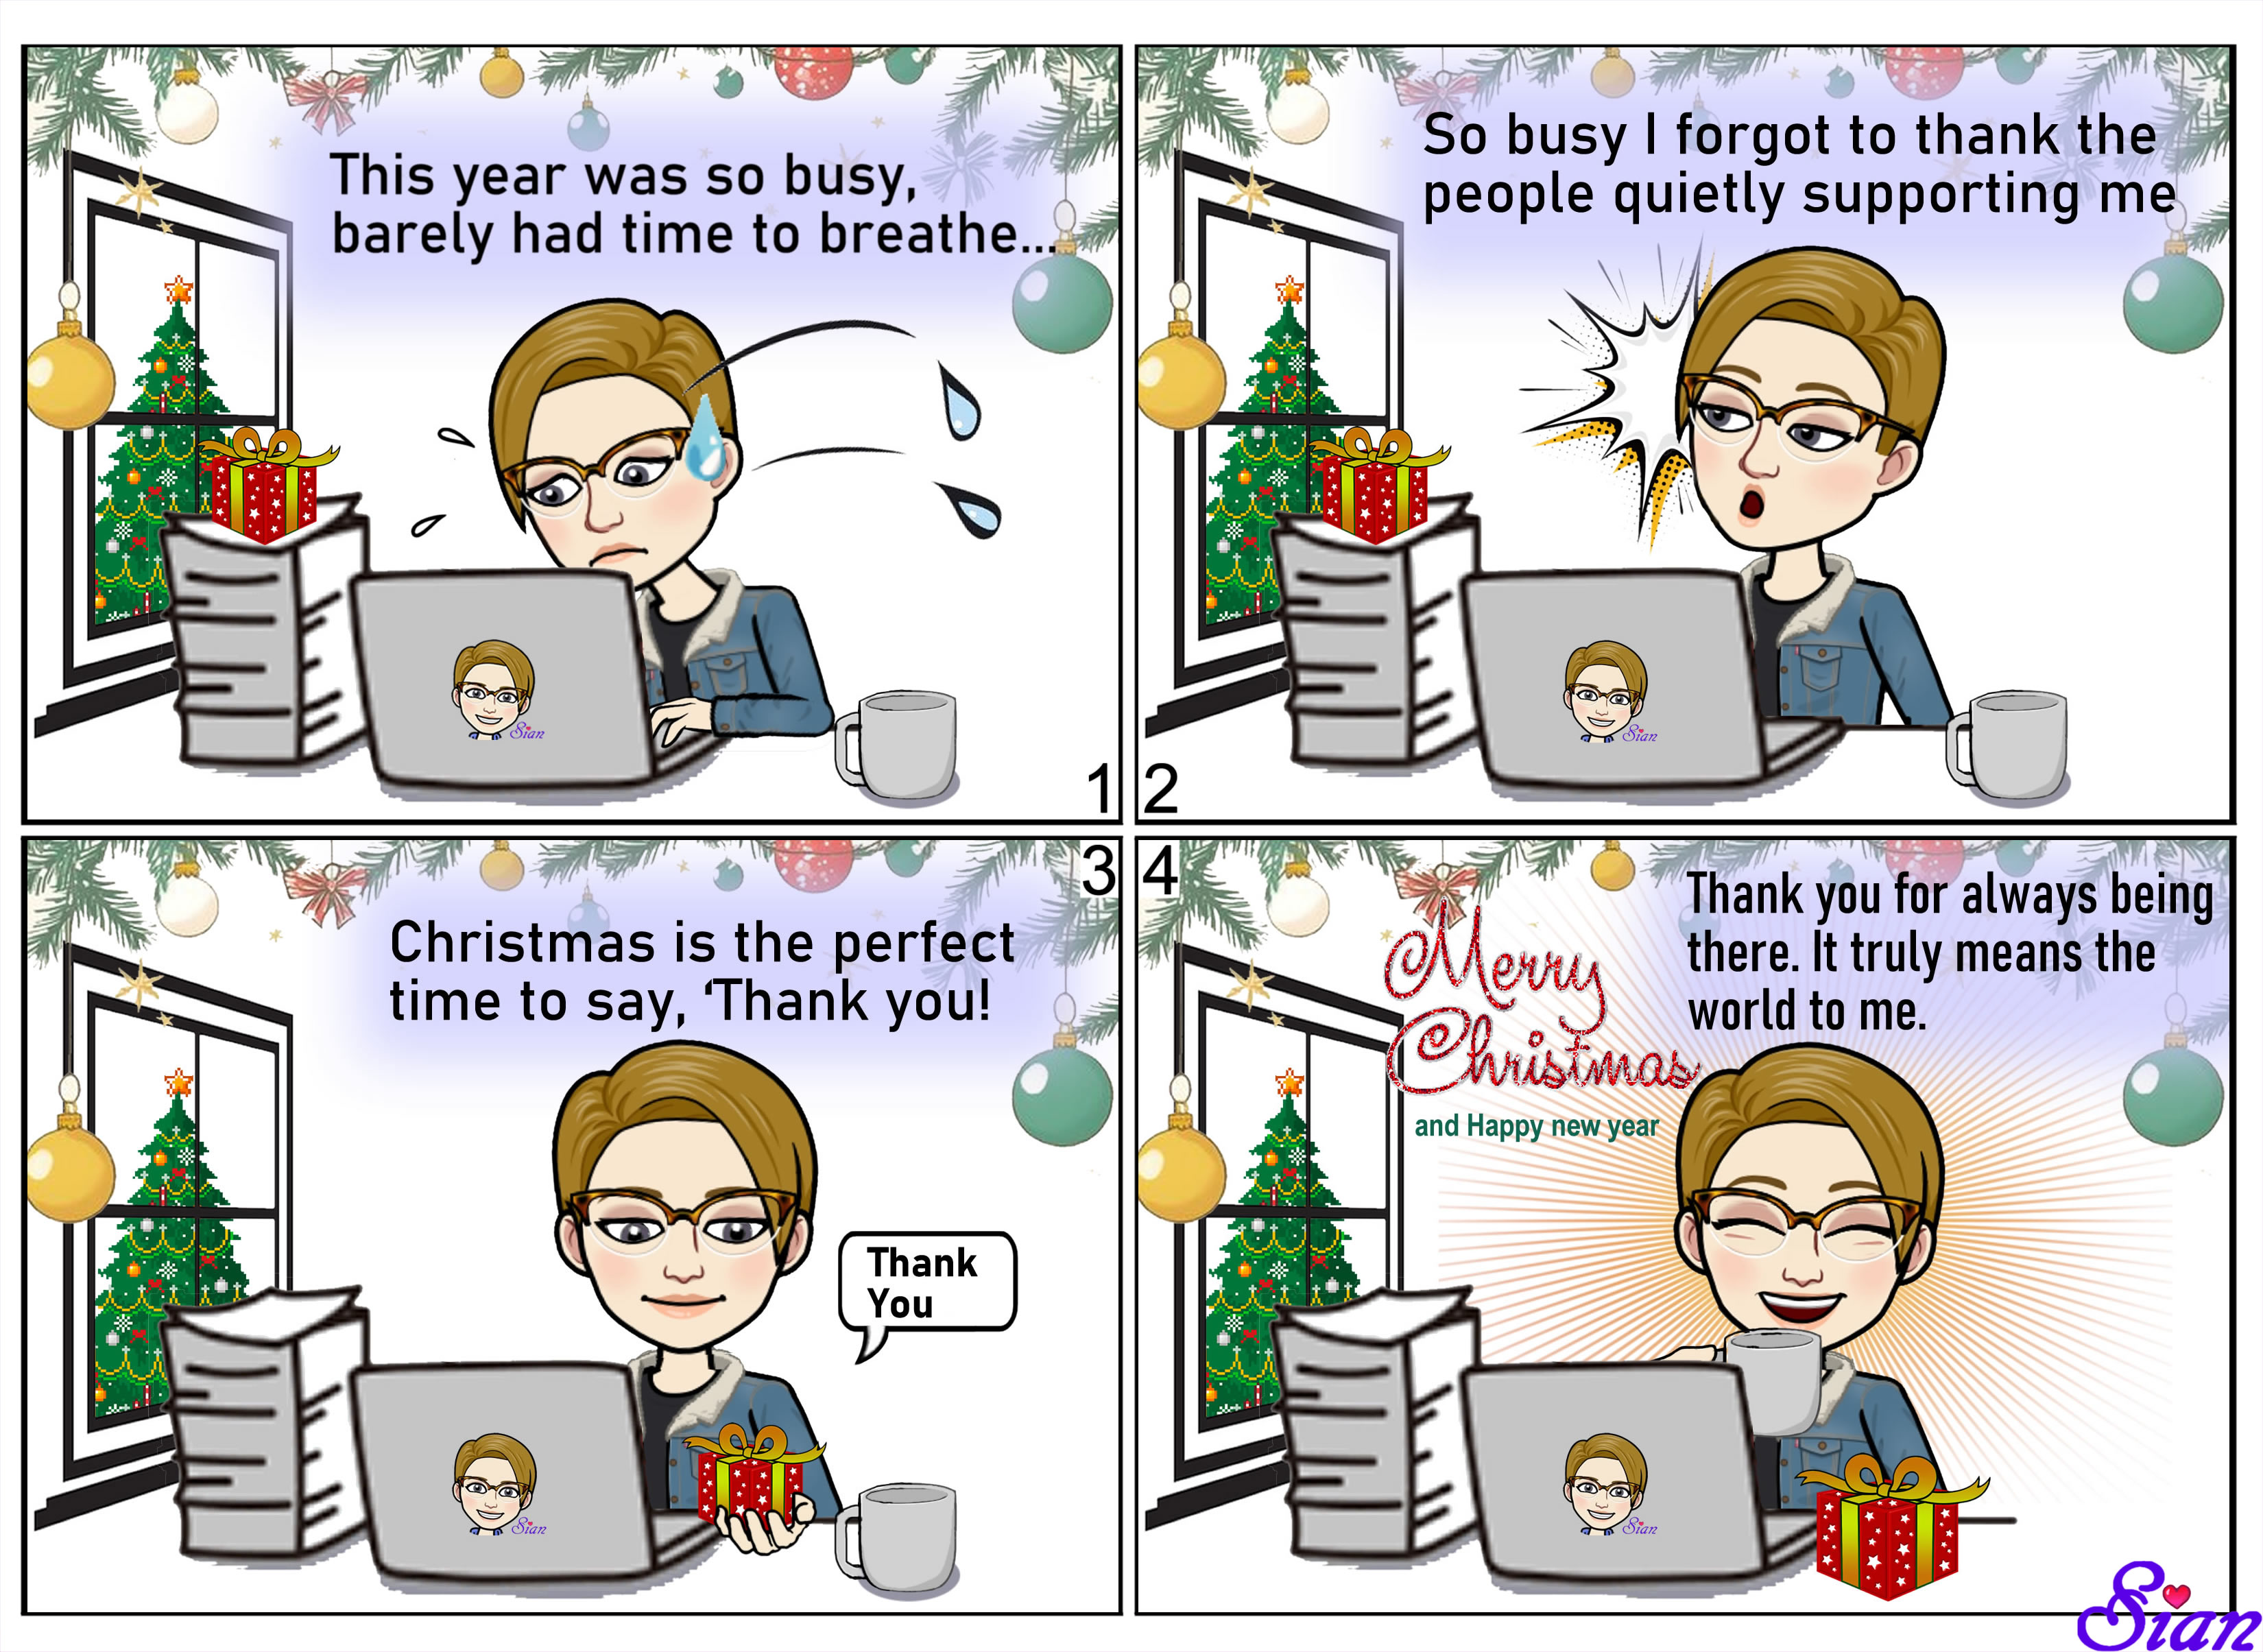 This year was so busy,
barely had time to breathe...
Sian
1
So busy I forgot to thank the
people quietly supporting me
Sian
2
3
Christmas is the perfect
time to say, ‘Thank you!
Thank
You
Sian
4
Thank you for always being
there. It truly means the
world to me.
Merry
Christmas
and Happy new year
Sian
Sian